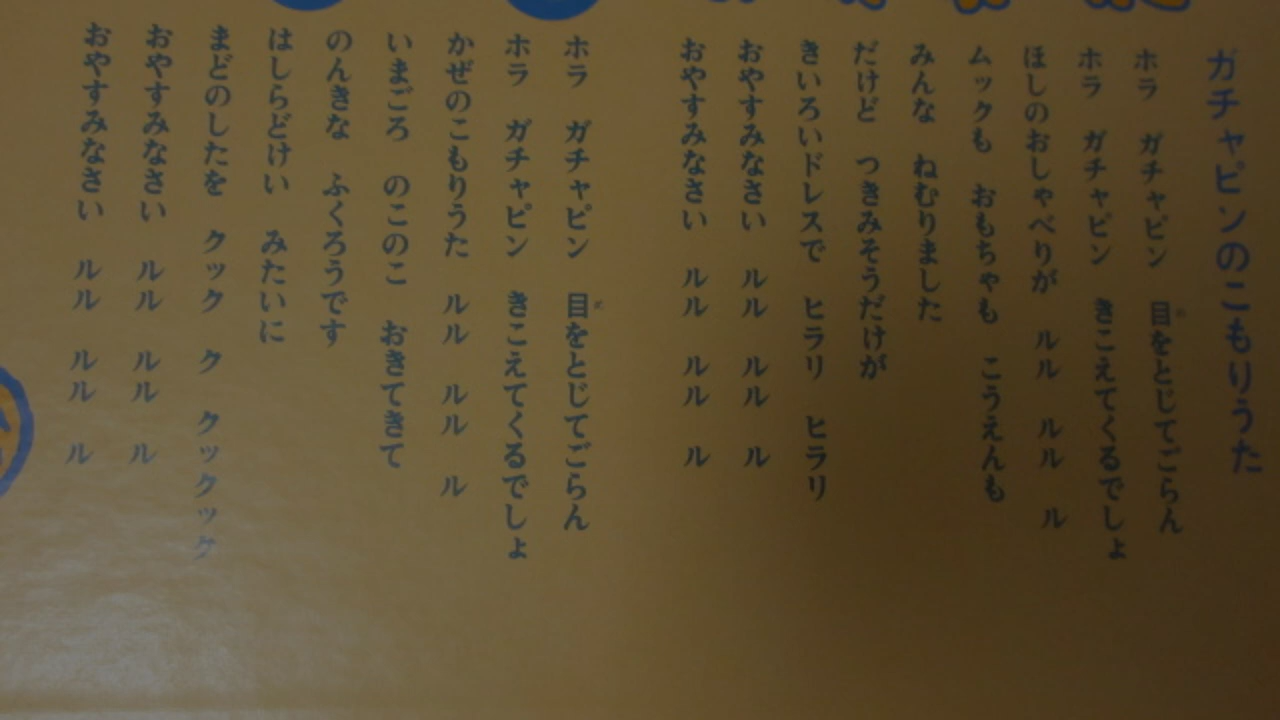 ガチャピンのこもりうた
ホラ ガチャピン 目をとじてごらん
ホラ ガチャピン きこえてくるでしょ
ほしのおしゃべりが ルル ルル ル
ムックも おもちゃも こうえんも
みんな ねむりました
だけど つきみそうだけが
きいろいドレスで ヒラリ ヒラリ
おやすみなさい ルル ルル ル
おやすみなさい ルル ルル ル
ホラ ガチャピン 目をとじてごらん
ホラ ガチャピン きこえてくるでしょ
かぜのこもりうた ルル ルル ル
いまごろ のこのこ おきてきて
のんきな ふくろうです
はしらどけい みたいに
まどのしたを クック ク クックック
おやすみなさい ルル ルル ル
おやすみなさい ルル ルル ル